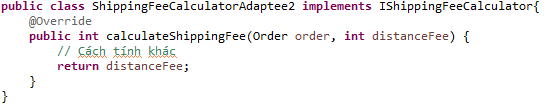 public class ShippingFeeCalculatorAdaptee2 implements IShippingFeeCalculator{
@Override
public int calculateShippingFee(Order order, int distanceFee) {
// Cách tính khác
return distanceFee;
}
}